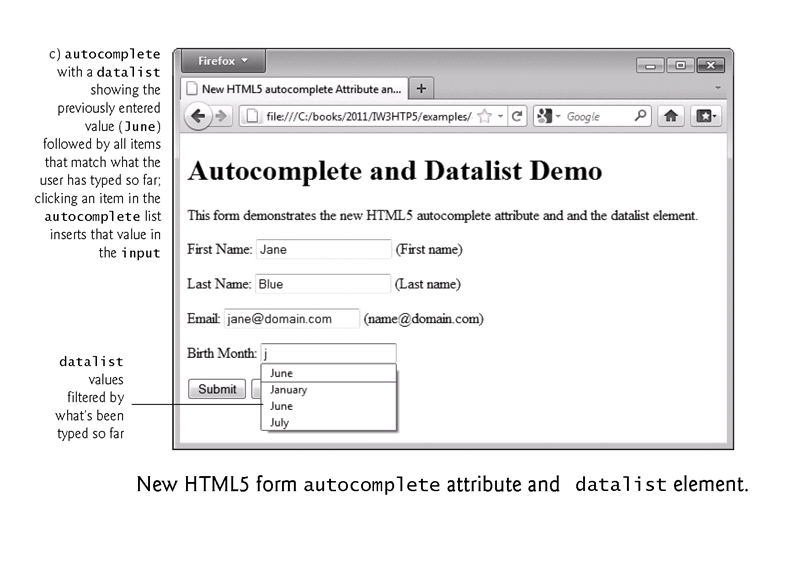 c) autocomplete
with a datalist
showing the
previously entered
value (June)
followed by all items
that match what the
user has typed so far;
clicking an item in the
autocomplete list
inserts that value in
the input
Firefox
New HTML5 autocomplete Attribute an...
file:///C:/books/2011/IW3HTP5/examples/
Google
Autocomplete and Datalist Demo
This form demonstrates the new HTML5 autocomplete attribute and and the datalist element.
First Name: Jane (First name)
Last Name: Blue (Last name)
Email: jane@domain.com (name@domain.com)
Birth Month: j
June
Submit
January
June
July
datalist
values
filtered by
what's been
typed so far
New HTML5 form autocomplete attribute and datalist element.